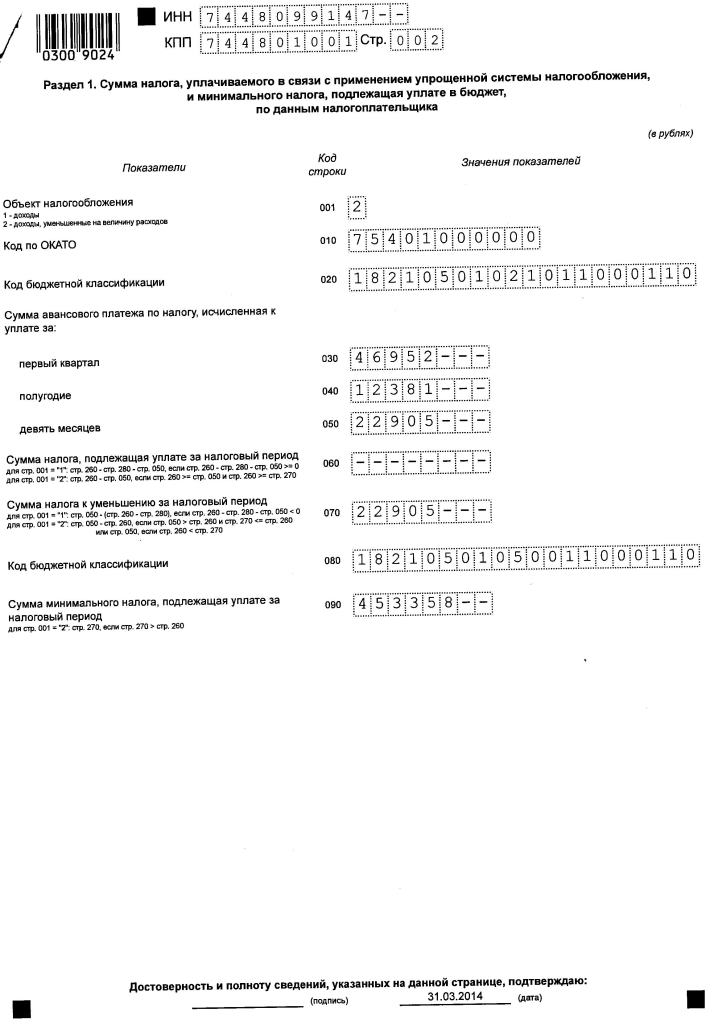 ИНН 7448099147--
КПП 744801001 Стр. 002
0300 9024
Раздел 1. Сумма налога, уплачиваемого в связи с применением упрощенной системы налогообложения,
и минимального налога, подлежащая уплате в бюджет,
по данным налогоплательщика
(в рублях)
Показатели Код строки Значения показателей
Объект налогообложения 001 2
1 - доходы
2 - доходы, уменьшенные на величину расходов
Код по ОКАТО 010 75401000000
Код бюджетной классификации 020 18210501021011000110
Сумма авансового платежа по налогу, исчисленная к
уплате за:
первый квартал 030 46952---
полугодие 040 12381---
девять месяцев 050 22905---
Сумма налога, подлежащая уплате за налоговый период 060 --------
для стр. 001 = "1": стр. 260 - стр. 280 - стр. 050, если стр. 260 - стр. 280 - стр. 050 >= 0
для стр. 001 = "2": стр. 260 - стр. 050, если стр. 260 >= стр. 050 и стр. 260 >= стр. 270
Сумма налога к уменьшению за налоговый период 070 22905---
для стр. 001 = "1": стр. 050 - (стр. 260 - стр. 280), если стр. 260 - стр. 280 - стр. 050 < 0
для стр. 001 = "2": стр. 050 - стр. 260, если стр. 050 > стр. 260 и стр. 270 <= стр. 260
или стр. 050, если стр. 260 < стр. 270
Код бюджетной классификации 080 18210501050011000110
Сумма минимального налога, подлежащая уплате за 090 453358--
налоговый период
для стр. 001 = "2": стр. 270, если стр. 270 > стр. 260
Достоверность и полноту сведений, указанных на данной странице, подтверждаю:
(подпись) 31.03.2014 (дата)